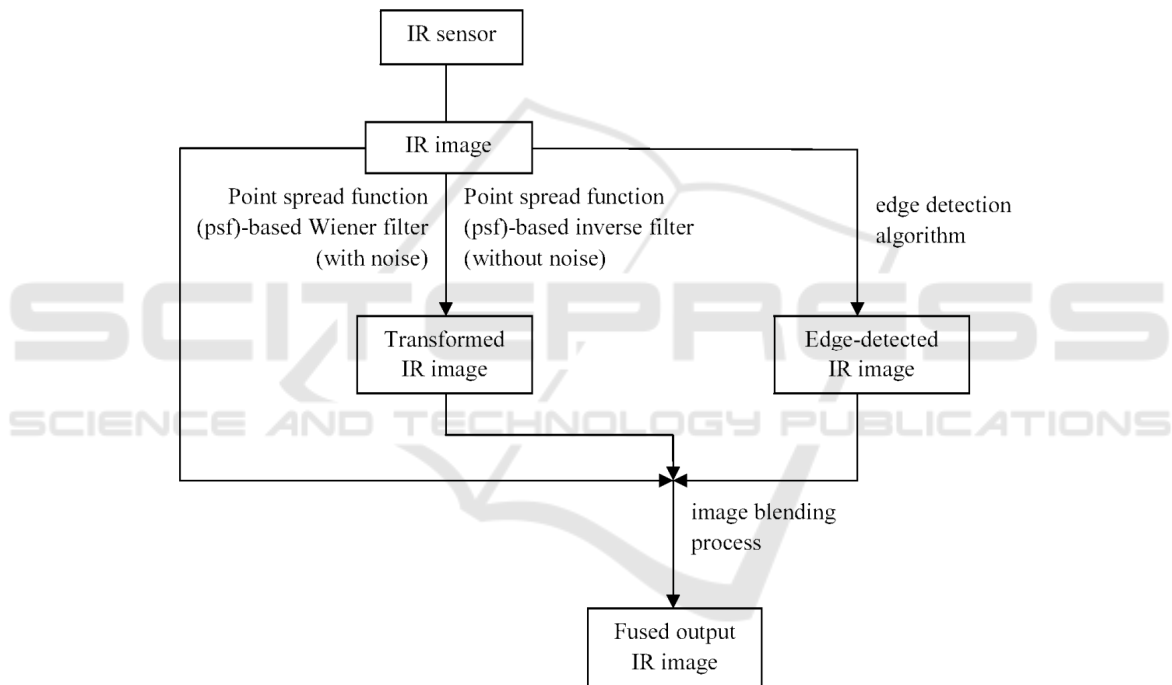 IR sensor
IR image
Point spread function
(psf)-based Wiener filter
(with noise)
Point spread function
(psf)-based inverse filter
(without noise)
edge detection
algorithm
SCITEPRESS
Transformed
IR image
Edge-detected
IR image
SCIENCE AND TECHNOLOGY PUBLICATIONS
image blending
process
Fused output
IR image